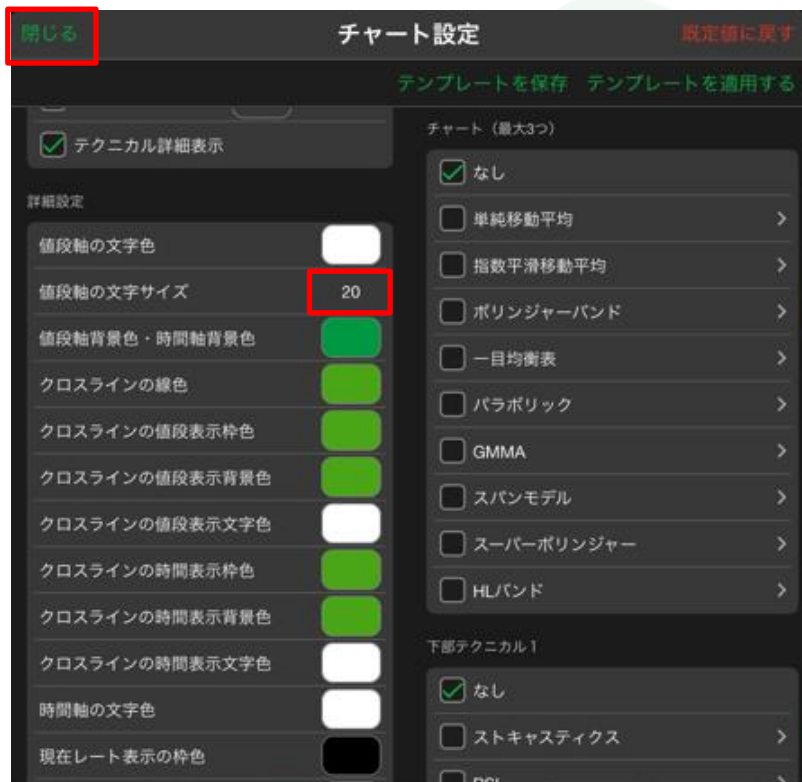 閉じる
チャート設定
既定値に戻す
テンプレートを保存
テンプレートを適用する
テクニカル詳細表示
詳細設定
値段軸の文字色
値段軸の文字サイズ
20
値段軸背景色・時間軸背景色
クロスラインの線色
クロスラインの値段表示枠色
クロスラインの値段表示背景色
クロスラインの値段表示文字色
クロスラインの時間表示枠色
クロスラインの時間表示背景色
クロスラインの時間表示文字色
時間軸の文字色
現在レート表示の枠色
チャート（最大3つ）
なし
単純移動平均
指数平滑移動平均
ボリンジャーバンド
一目均衡表
パラボリック
GMMA
スパンモデル
スーパーボリンジャー
HLバンド
下部テクニカル1
なし
ストキャスティクス